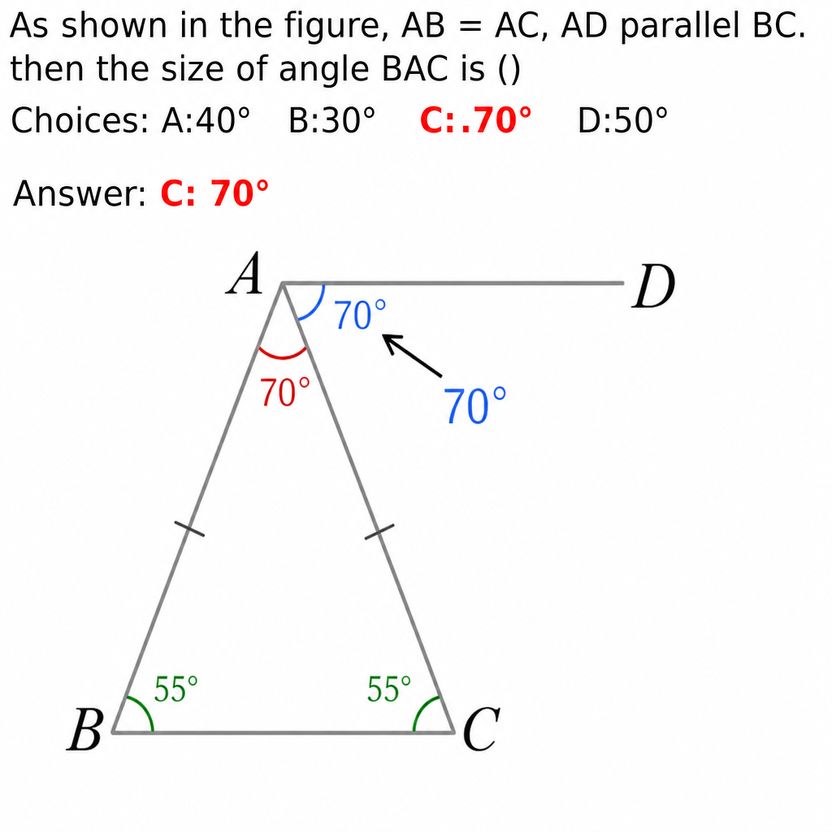 As shown in the figure, AB = AC, AD parallel BC.
then the size of angle BAC is ()
Choices: A:40° B:30° C:.70° D:50°
Answer: C: 70°
A
D
70°
70°
70°
55°
55°
B
C